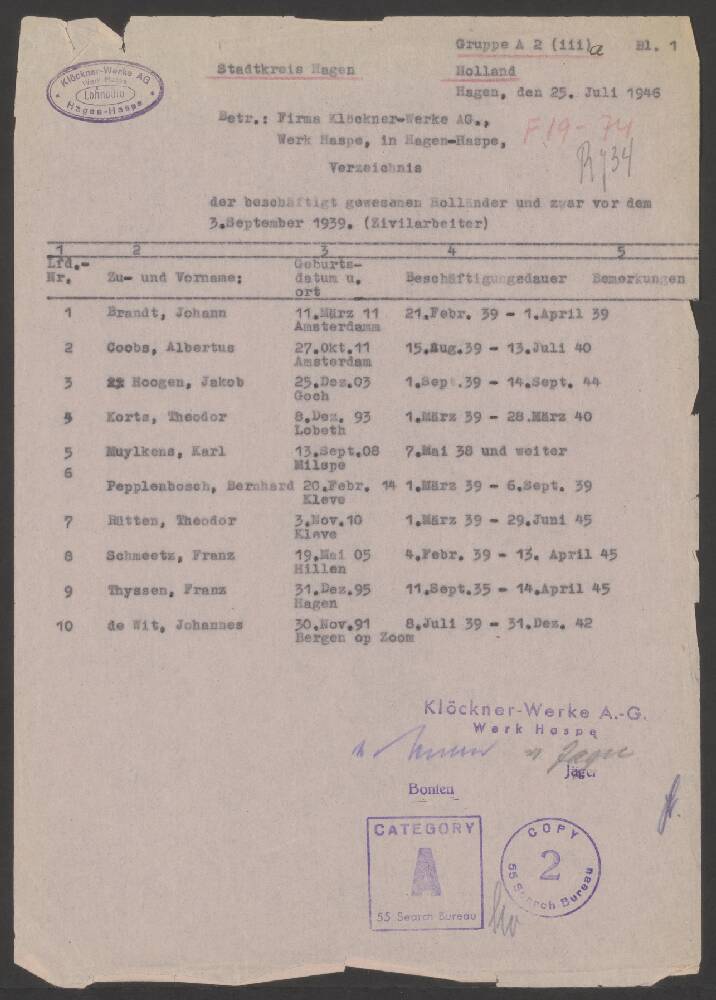 Klöckner-Werke AG
Werk Haspe
Lohnbüro
Hagen-Haspe
Gruppe A 2 (iii)a Bl. 1
Stadtkreis Hagen Holland
Hagen, den 25. Juli 1946
Betr.: Firma Klöckner-Werke AG.,
Werk Haspe, in Hagen-Haspe,
F19-74
Verzeichnis
der beschäftigt gewesenen Holländer und zwar vor dem
3.September 1939. (Zivilarbeiter)
1 2 3 4 5
Lfd.- Geburts-
Nr. Zu- und Vorname; datum u. Beschäftigungsdauer Bemerkungen
ort
1 Brandt, Johann 11.März 11 21.Febr. 39 - 1.April 39
Amsterdamm
2 Coobs, Albertus 27.Okt.11 15.Aug.39 - 13.Juli 40
Amsterdam
3 Hoogen, Jakob 25.Dez.03 1.Sept.39 - 14.Sept. 44
Goch
4 Korts, Theodor 8.Dez. 93 1.März 39 - 28.März 40
Lobeth
5 Muylkens, Karl 13.Sept.08 7.Mai 38 und weiter
Milspe
6
Pepplenbosch, Bernhard 20.Febr. 14 1.März 39 - 6.Sept. 39
Kleve
7 Rütten, Theodor 3.Nov.10 1.März 39 - 29.Juni 45
Kleve
8 Schmeetz, Franz 19.Mai 05 4.Febr. 39 - 13. April 45
Hillen
9 Thyssen, Franz 31.Dez.95 11.Sept.35 - 14.April 45
Hagen
10 de Wit, Johannes 30.Nov.91 8.Juli 39 - 31.Dez. 42
Bergen op Zoom
Klöckner-Werke A.-G.
Werk Haspe
Jäger
Bonten
CATEGORY
A
55 Search Bureau
COPY
2
55 Search Bureau